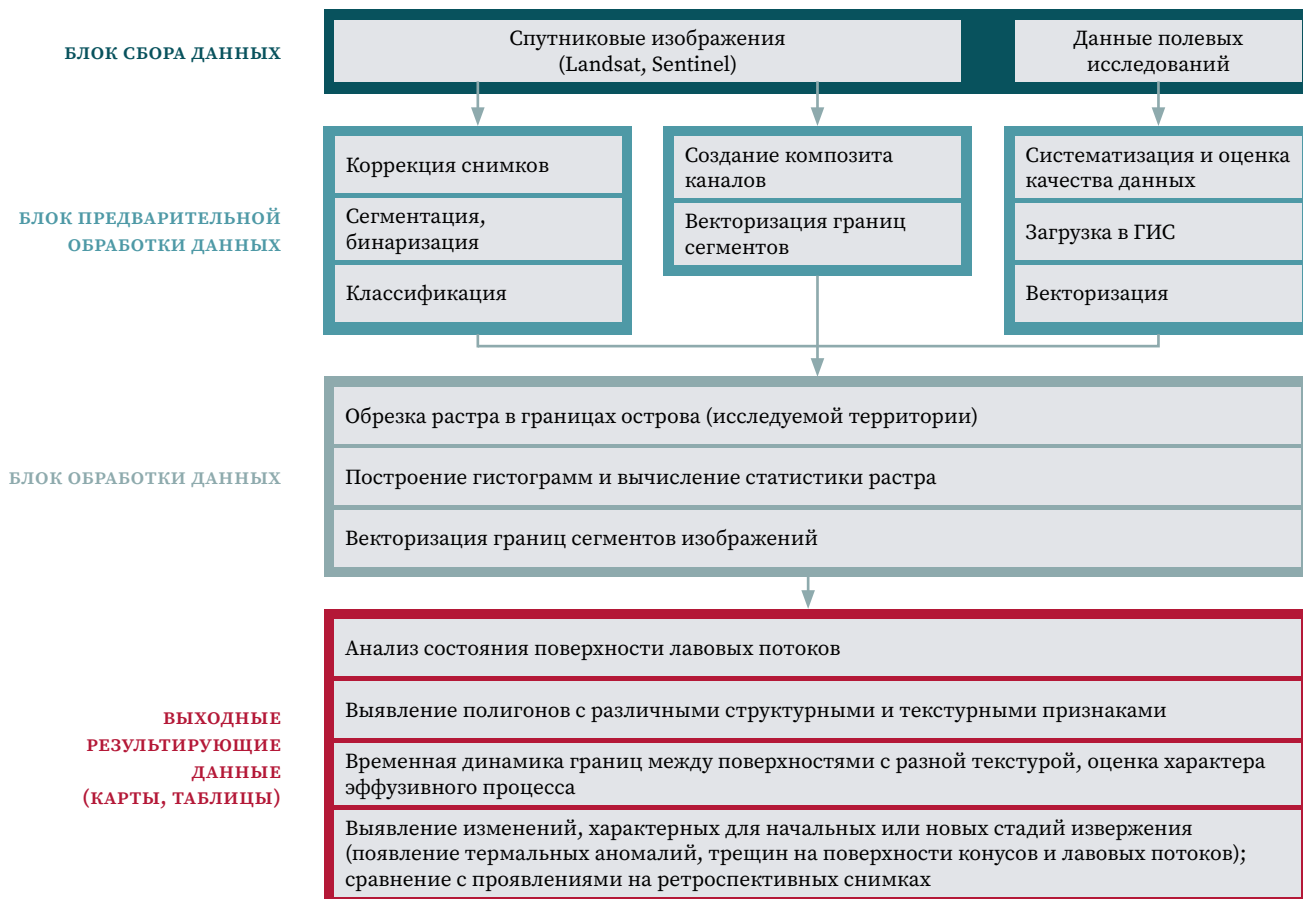 БЛОК СБОРА ДАННЫХ
Спутниковые изображения
(Landsat, Sentinel)
Данные полевых
исследований
БЛОК ПРЕДВАРИТЕЛЬНОЙ
ОБРАБОТКИ ДАННЫХ
Коррекция снимков
Сегментация,
бинаризация
Классификация
Создание композита
каналов
Векторизация границ
сегментов
Систематизация и оценка
качества данных
Загрузка в ГИС
Векторизация
БЛОК ОБРАБОТКИ ДАННЫХ
Обрезка растра в границах острова (исследуемой территории)
Построение гистограмм и вычисление статистики растра
Векторизация границ сегментов изображений
ВЫХОДНЫЕ
РЕЗУЛЬТИРУЮЩИЕ
ДАННЫЕ
(КАРТЫ, ТАБЛИЦЫ)
Анализ состояния поверхности лавовых потоков
Выявление полигонов с различными структурными и текстурными признаками
Временная динамика границ между поверхностями с разной текстурой, оценка характера
эффузивного процесса
Выявление изменений, характерных для начальных или новых стадий извержения
(появление термальных аномалий, трещин на поверхности конусов и лавовых потоков);
сравнение с проявлениями на ретроспективных снимках